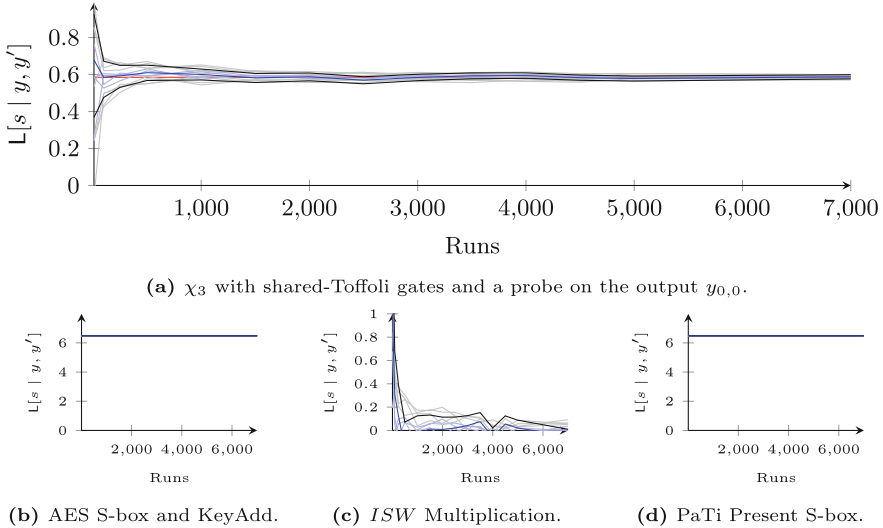 L[s | y, y′]
0.8
0.6
0.4
0.2
0
1,000 2,000 3,000 4,000 5,000 6,000 7,000
Runs
(a) χ₃ with shared-Toffoli gates and a probe on the output y₀,₀.
L[s | y, y′]
6
4
2
0
2,000 4,000 6,000
Runs
(b) AES S-box and KeyAdd.
L[s | y, y′]
1
0.8
0.6
0.4
0.2
0
2,000 4,000 6,000
Runs
(c) ISW Multiplication.
L[s | y, y′]
6
4
2
0
2,000 4,000 6,000
Runs
(d) PaTi Present S-box.